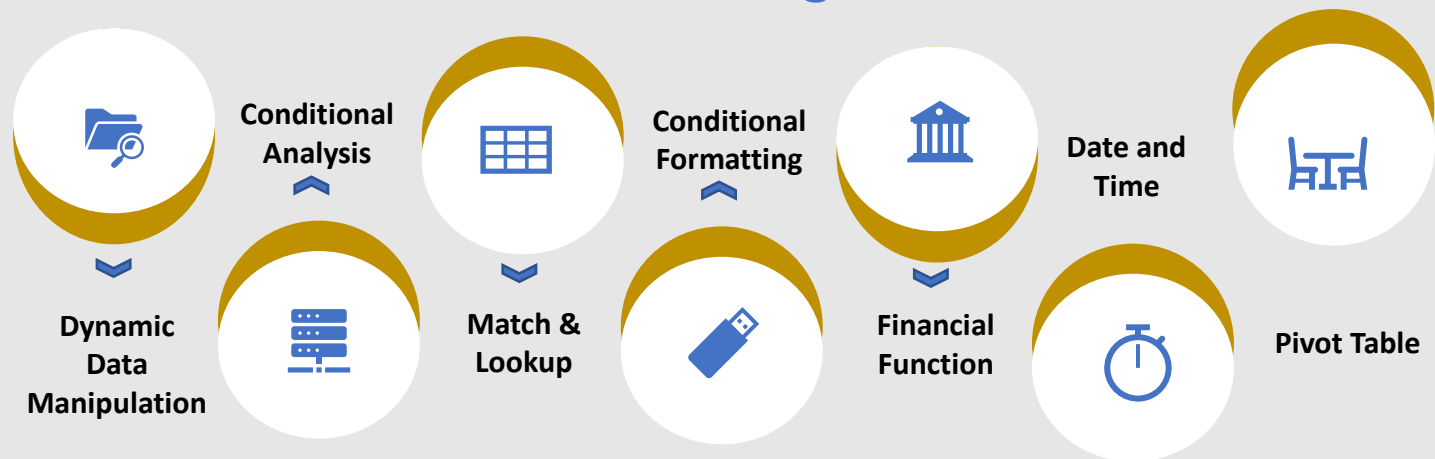 Dynamic
Data
Manipulation
Conditional
Analysis
Match &
Lookup
Conditional
Formatting
Financial
Function
Date and
Time
Pivot Table